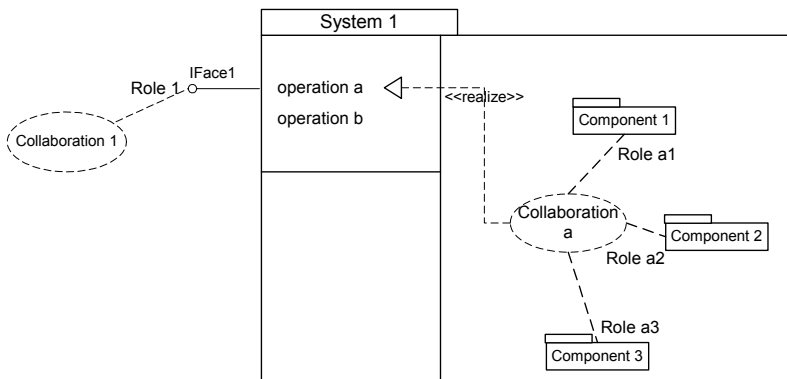 System 1
IFace1
Role 1
Collaboration 1
operation a
operation b
<<realize>>
Component 1
Role a1
Collaboration
a
Component 2
Role a2
Role a3
Component 3